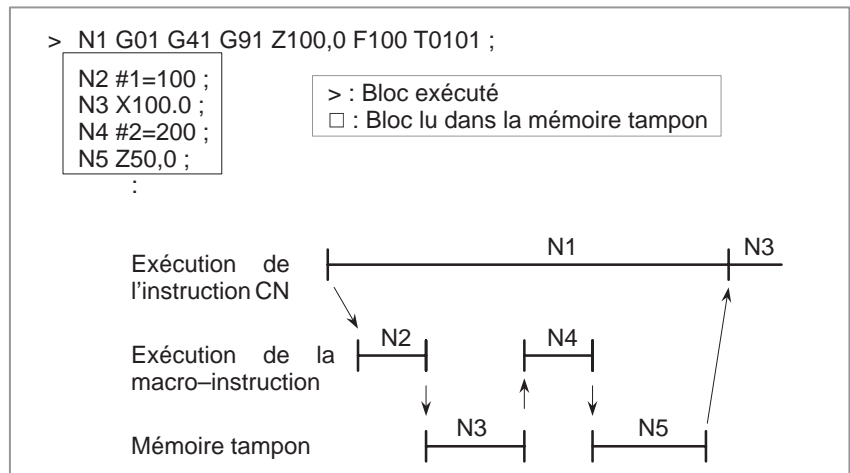 > N1 G01 G41 G91 Z100,0 F100 T0101 ;
N2 #1=100 ;
N3 X100.0 ;
N4 #2=200 ;
N5 Z50,0 ;
:
> : Bloc exécuté
□ : Bloc lu dans la mémoire tampon
N1 N3
Exécution de
l'instruction CN
N2 N4
Exécution de la
macro–instruction
N3 N5
Mémoire tampon